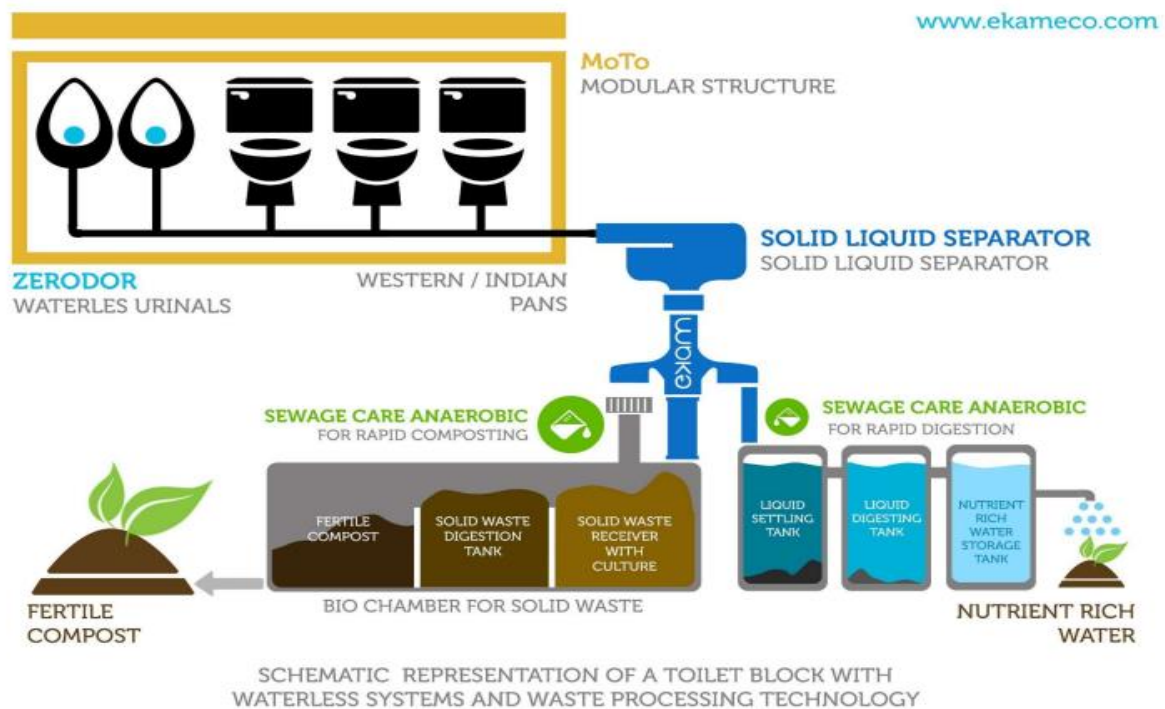 www.ekameco.com
MoTo
MODULAR STRUCTURE
ZERODOR
WATERLES URINALS
WESTERN / INDIAN
PANS
SOLID LIQUID SEPARATOR
SOLID LIQUID SEPARATOR
ekam
SEWAGE CARE ANAEROBIC
FOR RAPID COMPOSTING
SEWAGE CARE ANAEROBIC
FOR RAPID DIGESTION
FERTILE
COMPOST
SOLID WASTE
DIGESTION
TANK
SOLID WASTE
RECEIVER
WITH
CULTURE
LIQUID
SETTLING
TANK
LIQUID
DIGESTING
TANK
NUTRIENT
RICH
WATER
STORAGE
TANK
BIO CHAMBER FOR SOLID WASTE
FERTILE
COMPOST
NUTRIENT RICH
WATER
SCHEMATIC REPRESENTATION OF A TOILET BLOCK WITH
WATERLESS SYSTEMS AND WASTE PROCESSING TECHNOLOGY